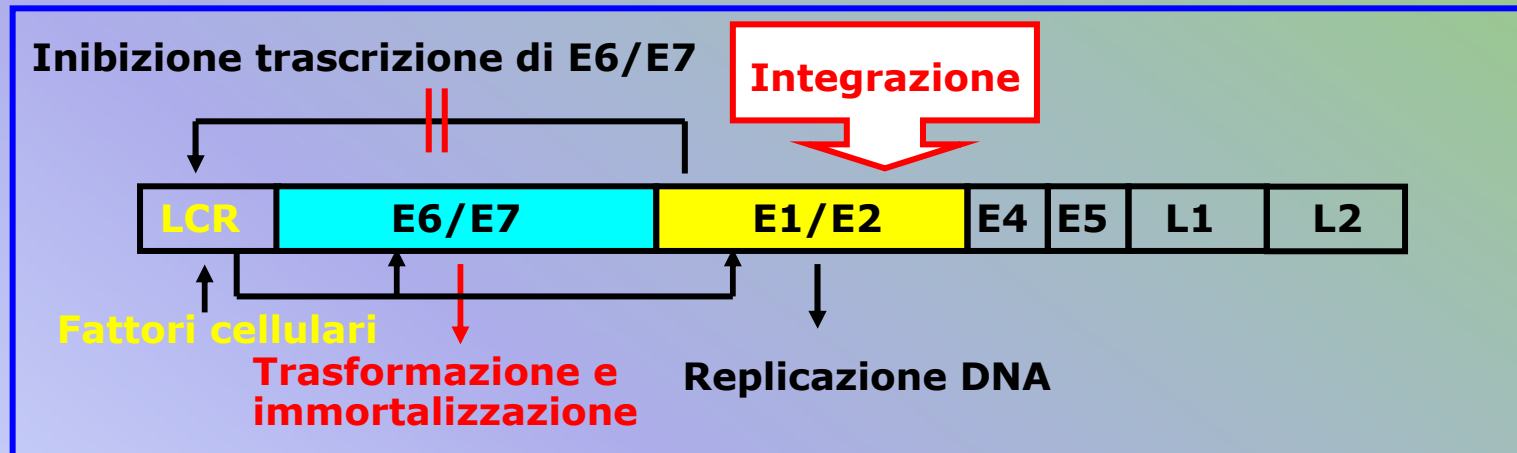 Inibizione trascrizione di E6/E7
Integrazione
LCR E6/E7 E1/E2 E4 E5 L1 L2
Fattori cellulari
Trasformazione e
immortalizzazione
Replicazione DNA